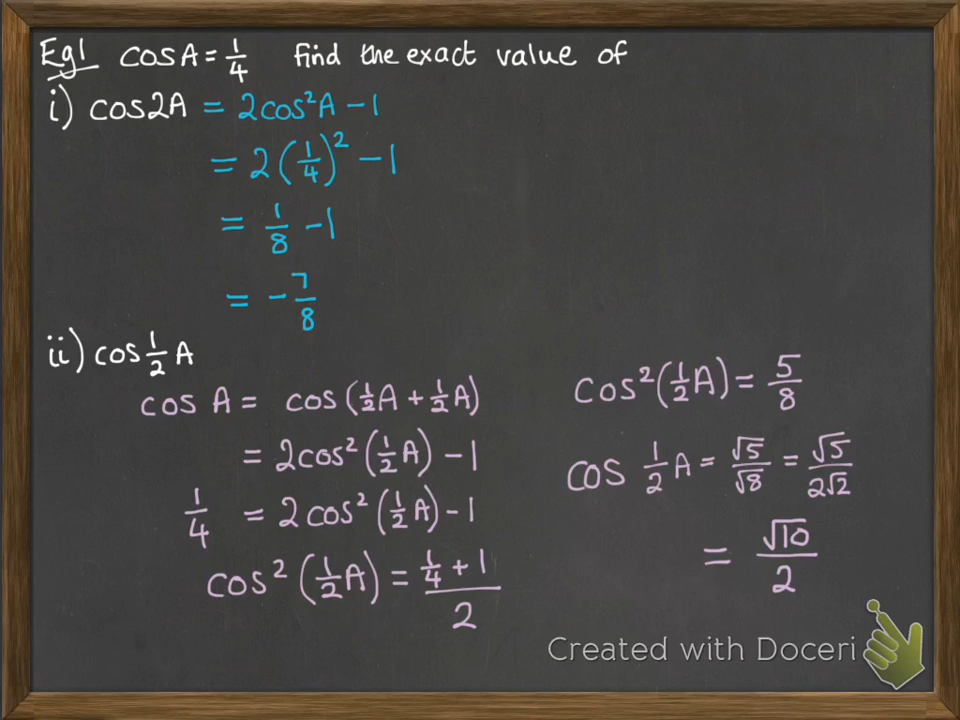 Eg1 cos A = 1/4 find the exact value of
i) cos2A = 2cos²A − 1
= 2(1/4)² − 1
= 1/8 − 1
= −7/8
ii) cos 1/2 A
cos A = cos(1/2A + 1/2A)
= 2cos²(1/2A) − 1
1/4 = 2cos²(1/2A) − 1
cos²(1/2A) = (1/4 + 1)/2
cos²(1/2A) = 5/8
cos 1/2A = √5/√8 = √5/2√2
= √10/2
Created with Doceri